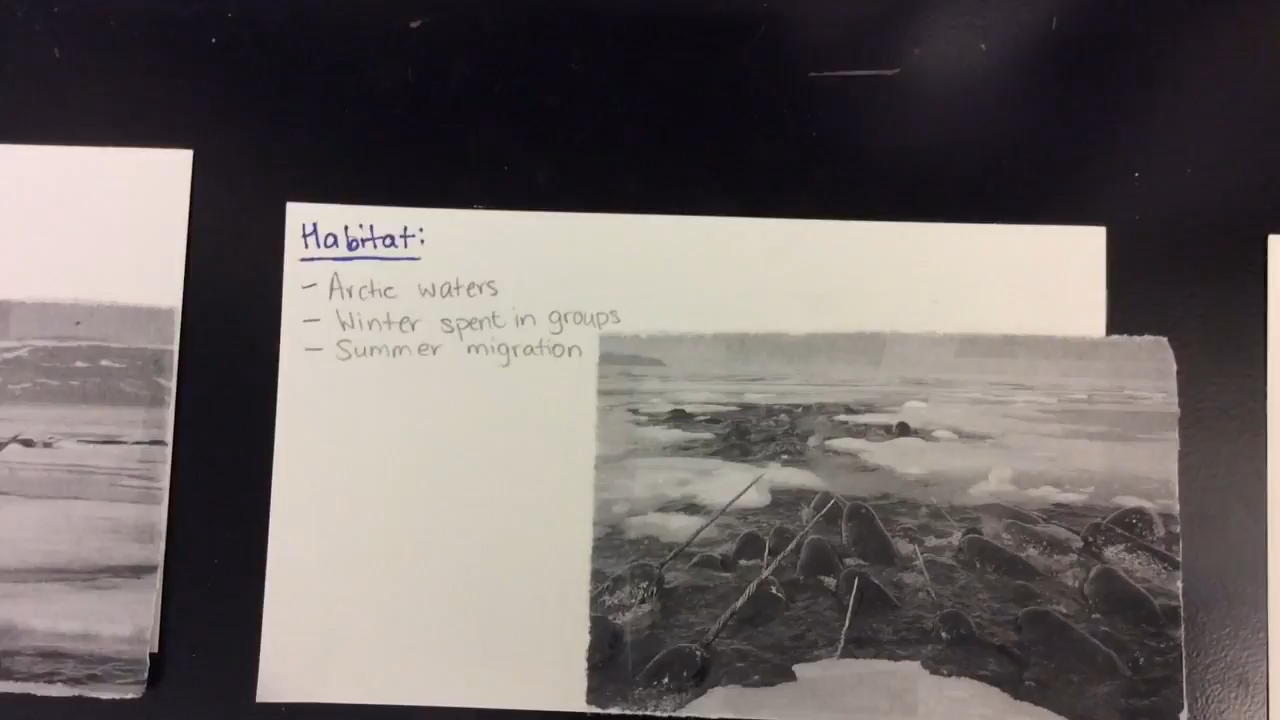 Habitat:
- Arctic waters
- Winter spent in groups
- Summer migration